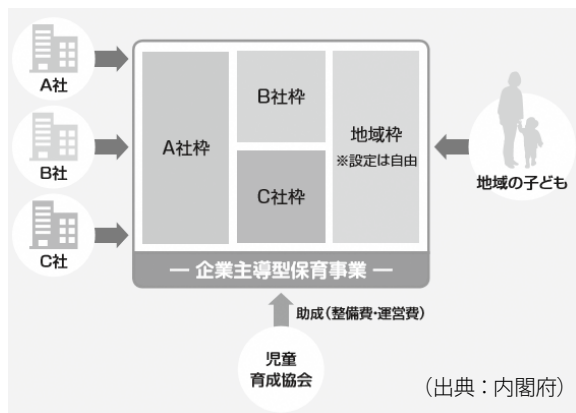 A社
B社
C社
A社枠
B社枠
C社枠
地域枠
※設定は自由
地域の子ども
― 企業主導型保育事業 ―
助成(整備費・運営費)
児童
育成協会
(出典:内閣府)